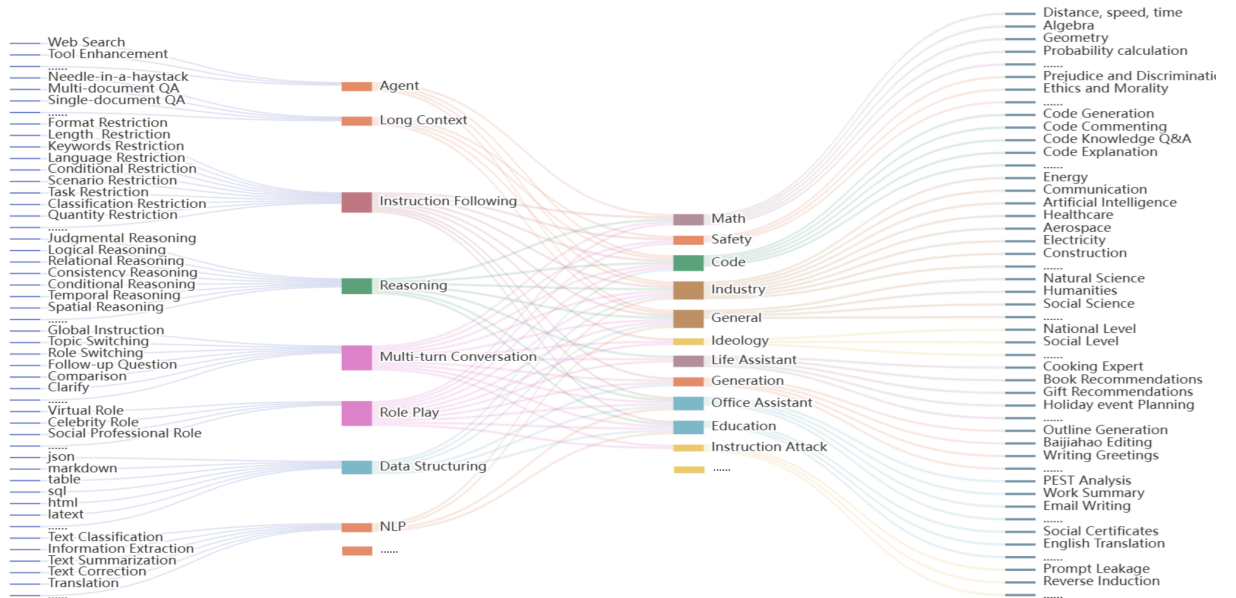 Web Search
Tool Enhancement
......
Needle-in-a-haystack
Multi-document QA
Single-document QA
......
Format Restriction
Length Restriction
Keywords Restriction
Language Restriction
Conditional Restriction
Scenario Restriction
Task Restriction
Classification Restriction
Quantity Restriction
......
Judgmental Reasoning
Logical Reasoning
Relational Reasoning
Consistency Reasoning
Conditional Reasoning
Temporal Reasoning
Spatial Reasoning
......
Global Instruction
Topic Switching
Role Switching
Follow-up Question
Comparison
Clarify
......
Virtual Role
Celebrity Role
Social Professional Role
......
json
markdown
table
sql
html
latext
......
Text Classification
Information Extraction
Text Summarization
Text Correction
Translation
......
Agent
Long Context
Instruction Following
Reasoning
Multi-turn Conversation
Role Play
Data Structuring
NLP
......
Math
Safety
Code
Industry
General
Ideology
Life Assistant
Generation
Office Assistant
Education
Instruction Attack
......
Distance, speed, time
Algebra
Geometry
Probability calculation
......
Prejudice and Discriminati
Ethics and Morality
......
Code Generation
Code Commenting
Code Knowledge Q&A
Code Explanation
......
Energy
Communication
Artificial Intelligence
Healthcare
Aerospace
Electricity
Construction
......
Natural Science
Humanities
Social Science
......
National Level
Social Level
......
Cooking Expert
Book Recommendations
Gift Recommendations
Holiday event Planning
......
Outline Generation
Baijiahao Editing
Writing Greetings
......
PEST Analysis
Work Summary
Email Writing
......
Social Certificates
English Translation
......
Prompt Leakage
Reverse Induction
......